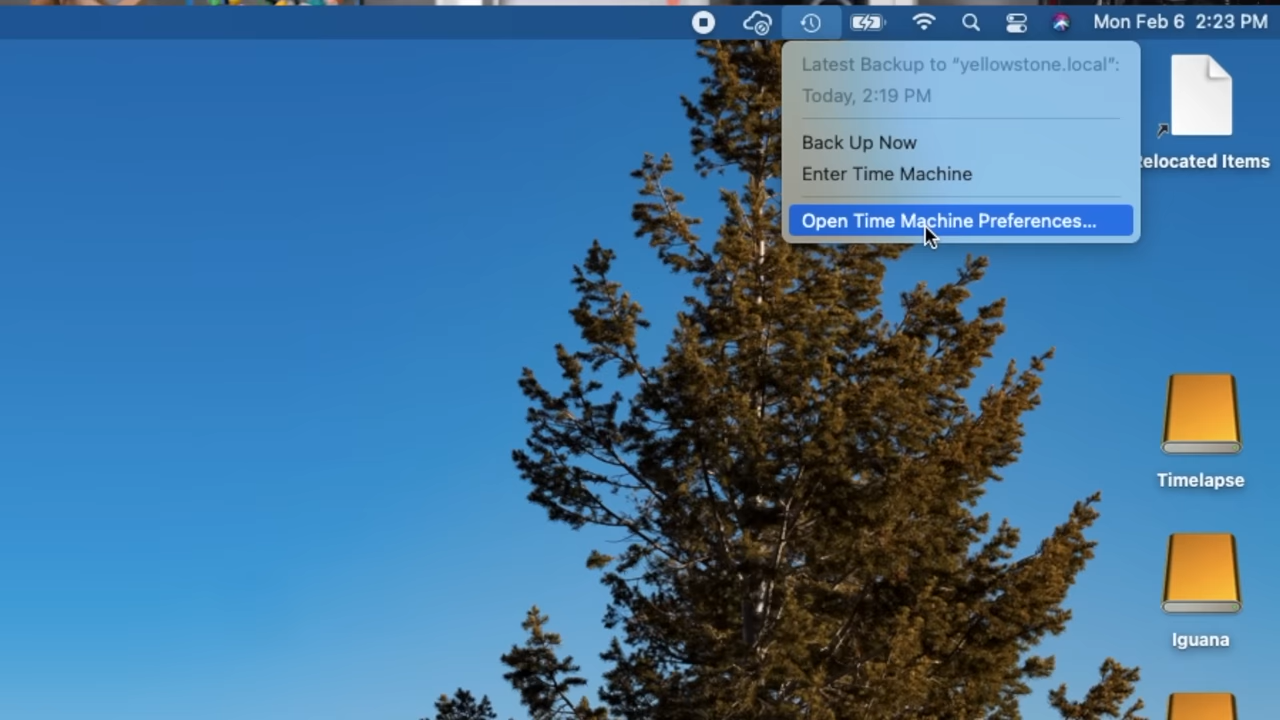 Mon Feb 6 2:23 PM
Latest Backup to “yellowstone.local”:
Today, 2:19 PM
Back Up Now
Enter Time Machine
Open Time Machine Preferences...
Relocated Items
Timelapse
Iguana